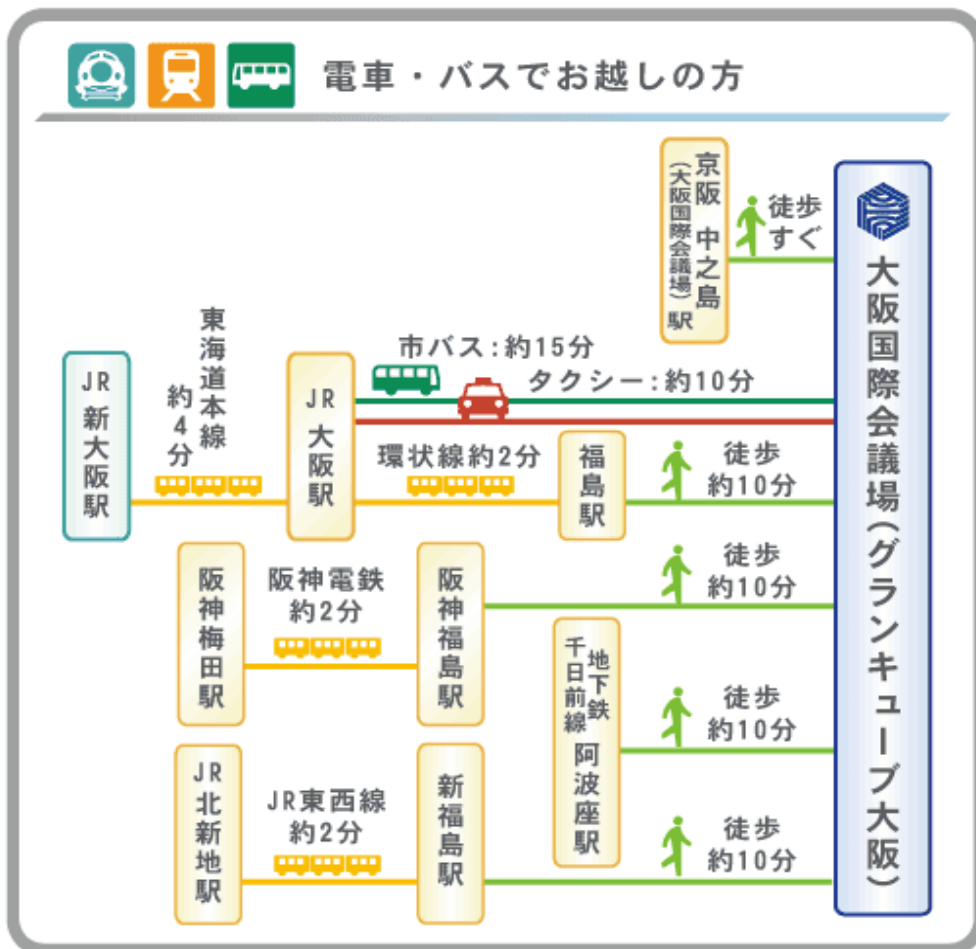 電車・バスでお越しの方
京阪 中之島
（大阪国際会議場）駅
徒歩
すぐ
大阪国際会議場（グランキューブ大阪）
JR 新大阪駅
東海道本線
約4分
JR 大阪駅
市バス:約15分
タクシー:約10分
環状線約2分
福島駅
徒歩
約10分
阪神梅田駅
阪神電鉄
約2分
阪神福島駅
徒歩
約10分
地下鉄
千日前線
阿波座駅
徒歩
約10分
JR北新地駅
JR東西線
約2分
新福島駅
徒歩
約10分